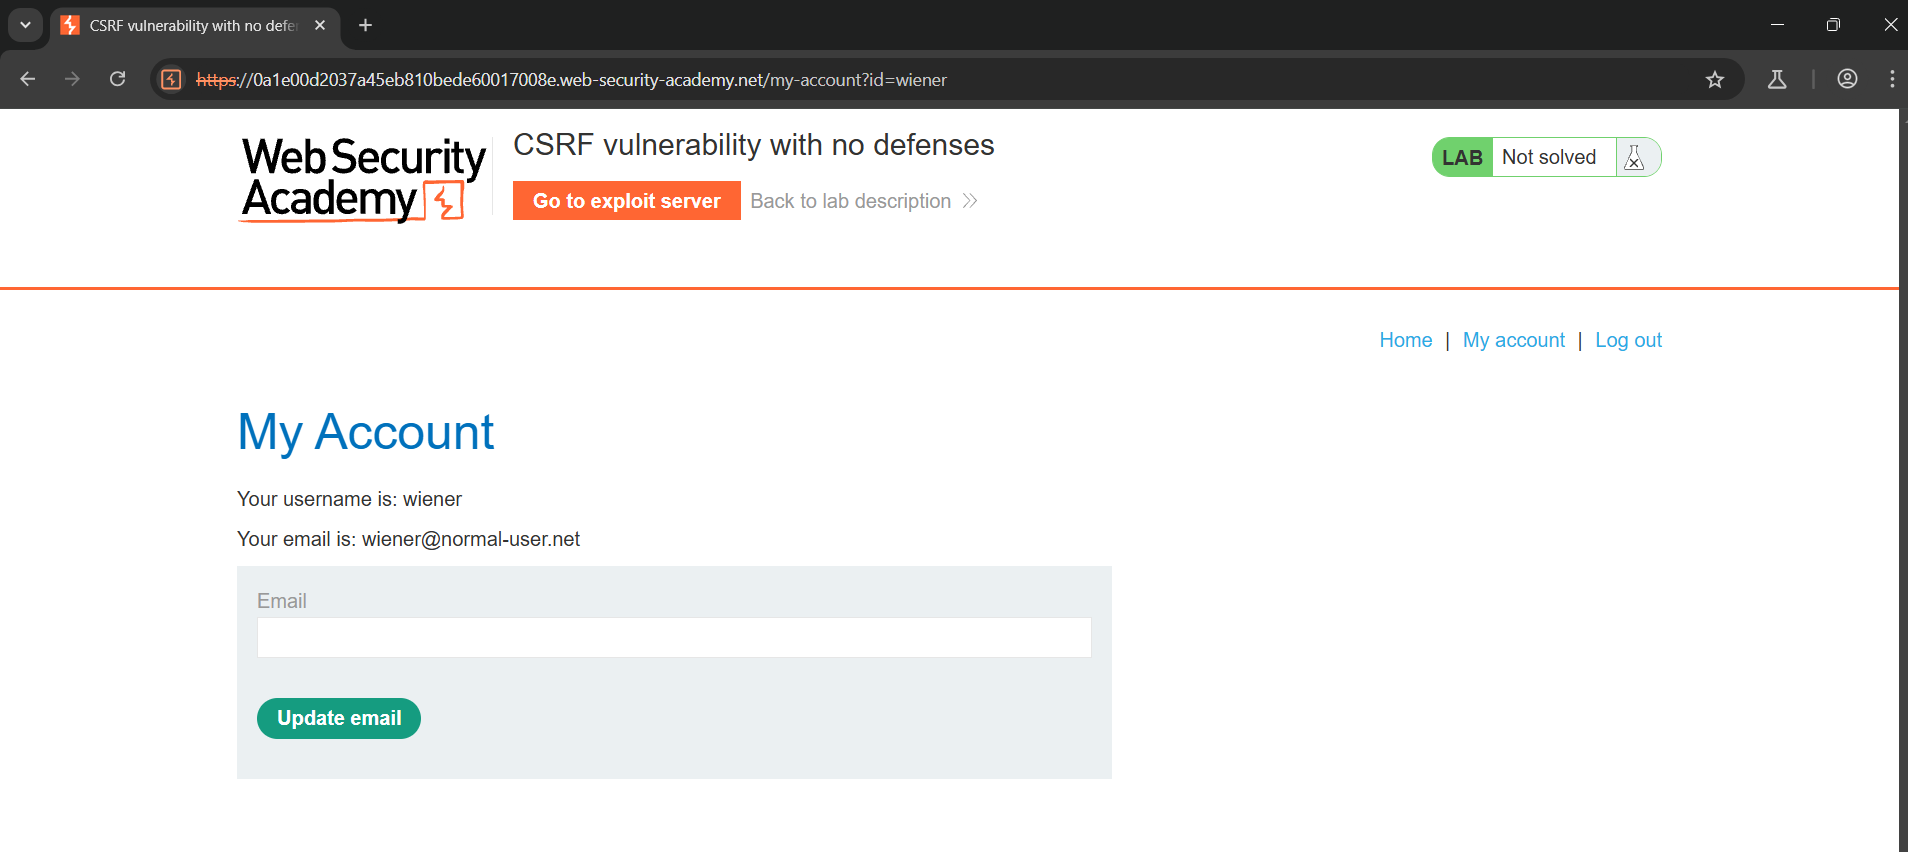 CSRF vulnerability with no defe
https://0a1e00d2037a45eb810bede60017008e.web-security-academy.net/my-account?id=wiener
Web Security
Academy
CSRF vulnerability with no defenses
Go to exploit server
Back to lab description
LAB Not solved
Home | My account | Log out
My Account
Your username is: wiener
Your email is: wiener@normal-user.net
Email
Update email